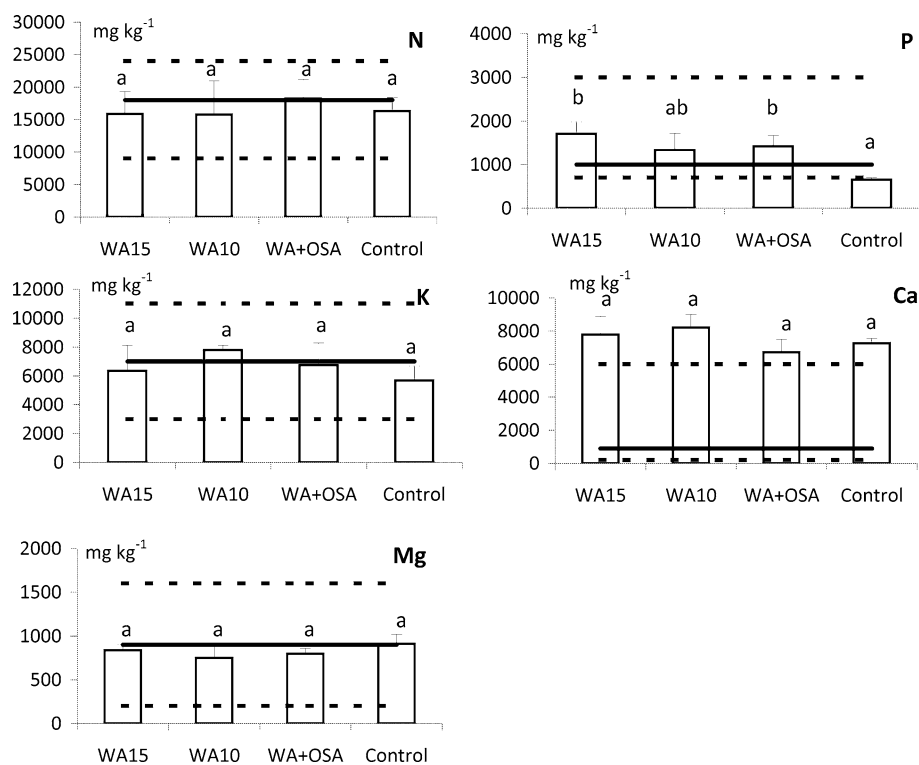 mg kg⁻¹ N
30000
25000
20000
15000
10000
5000
0
a a a a
WA15 WA10 WA+OSA Control
mg kg⁻¹ P
4000
3000
2000
1000
0
b ab b a
WA15 WA10 WA+OSA Control
mg kg⁻¹ K
12000
10000
8000
6000
4000
2000
0
a a a a
WA15 WA10 WA+OSA Control
mg kg⁻¹ Ca
10000
8000
6000
4000
2000
0
a a a a
WA15 WA10 WA+OSA Control
mg kg⁻¹ Mg
2000
1500
1000
500
0
a a a a
WA15 WA10 WA+OSA Control